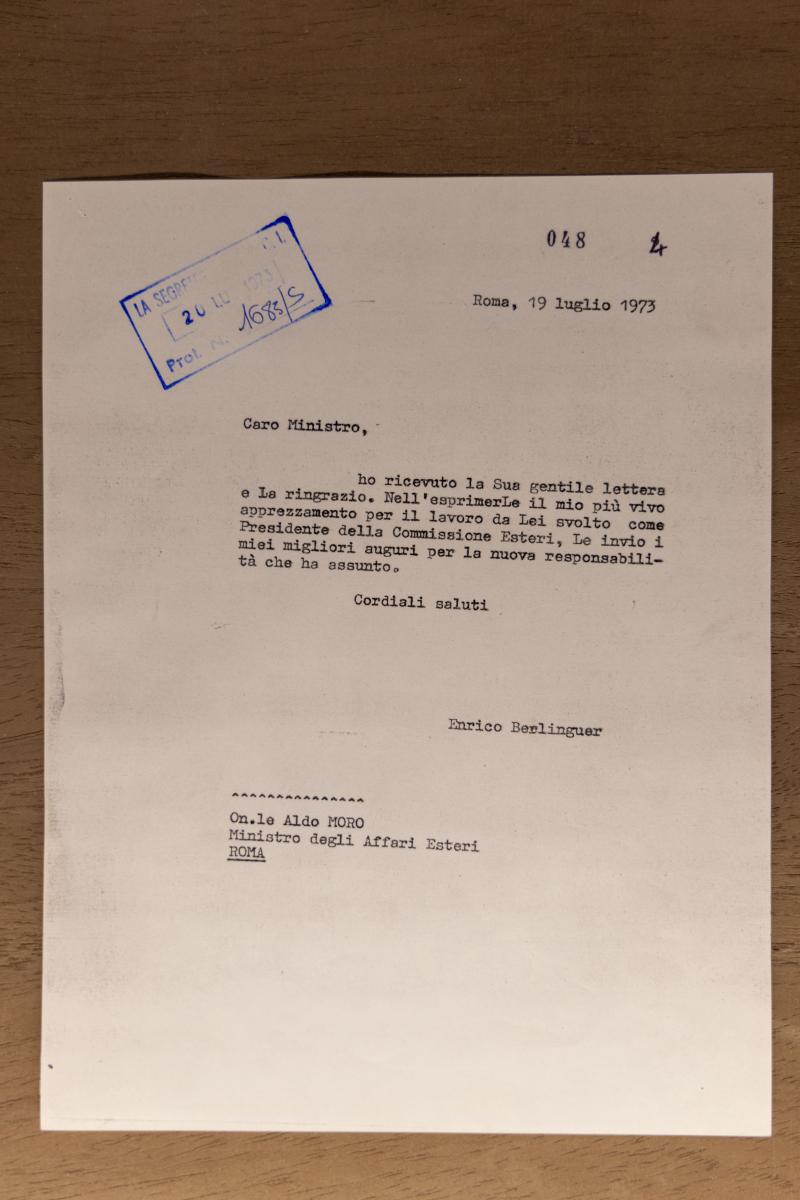 048 4
LA SEGR C.I.
20 LU 1973
Prot. N. 1683/S
Roma, 19 luglio 1973
Caro Ministro,
ho ricevuto la Sua gentile lettera
e La ringrazio. Nell'esprimerLe il mio più vivo
apprezzamento per il lavoro da Lei svolto come
Presidente della Commissione Esteri, Le invio i
miei migliori auguri per la nuova responsabili-
tà che ha assunto.
Cordiali saluti
Enrico Berlinguer
^^^^^^^^^^^^^^^
On.le Aldo MORO
Ministro degli Affari Esteri
ROMA